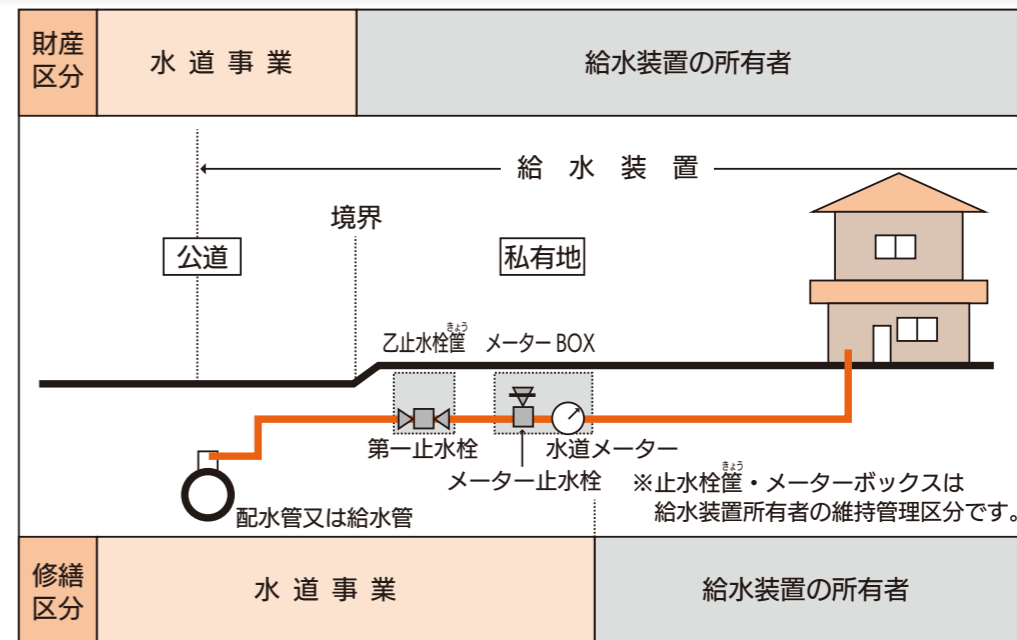 財産
区分
水道事業
給水装置の所有者
給水装置
境界
公道
私有地
きょう
乙止水栓筺
メーターBOX
第一止水栓
水道メーター
メーター止水栓
配水管又は給水管
きょう
※止水栓筺・メーターボックスは
給水装置所有者の維持管理区分です。
修繕
区分
水道事業
給水装置の所有者